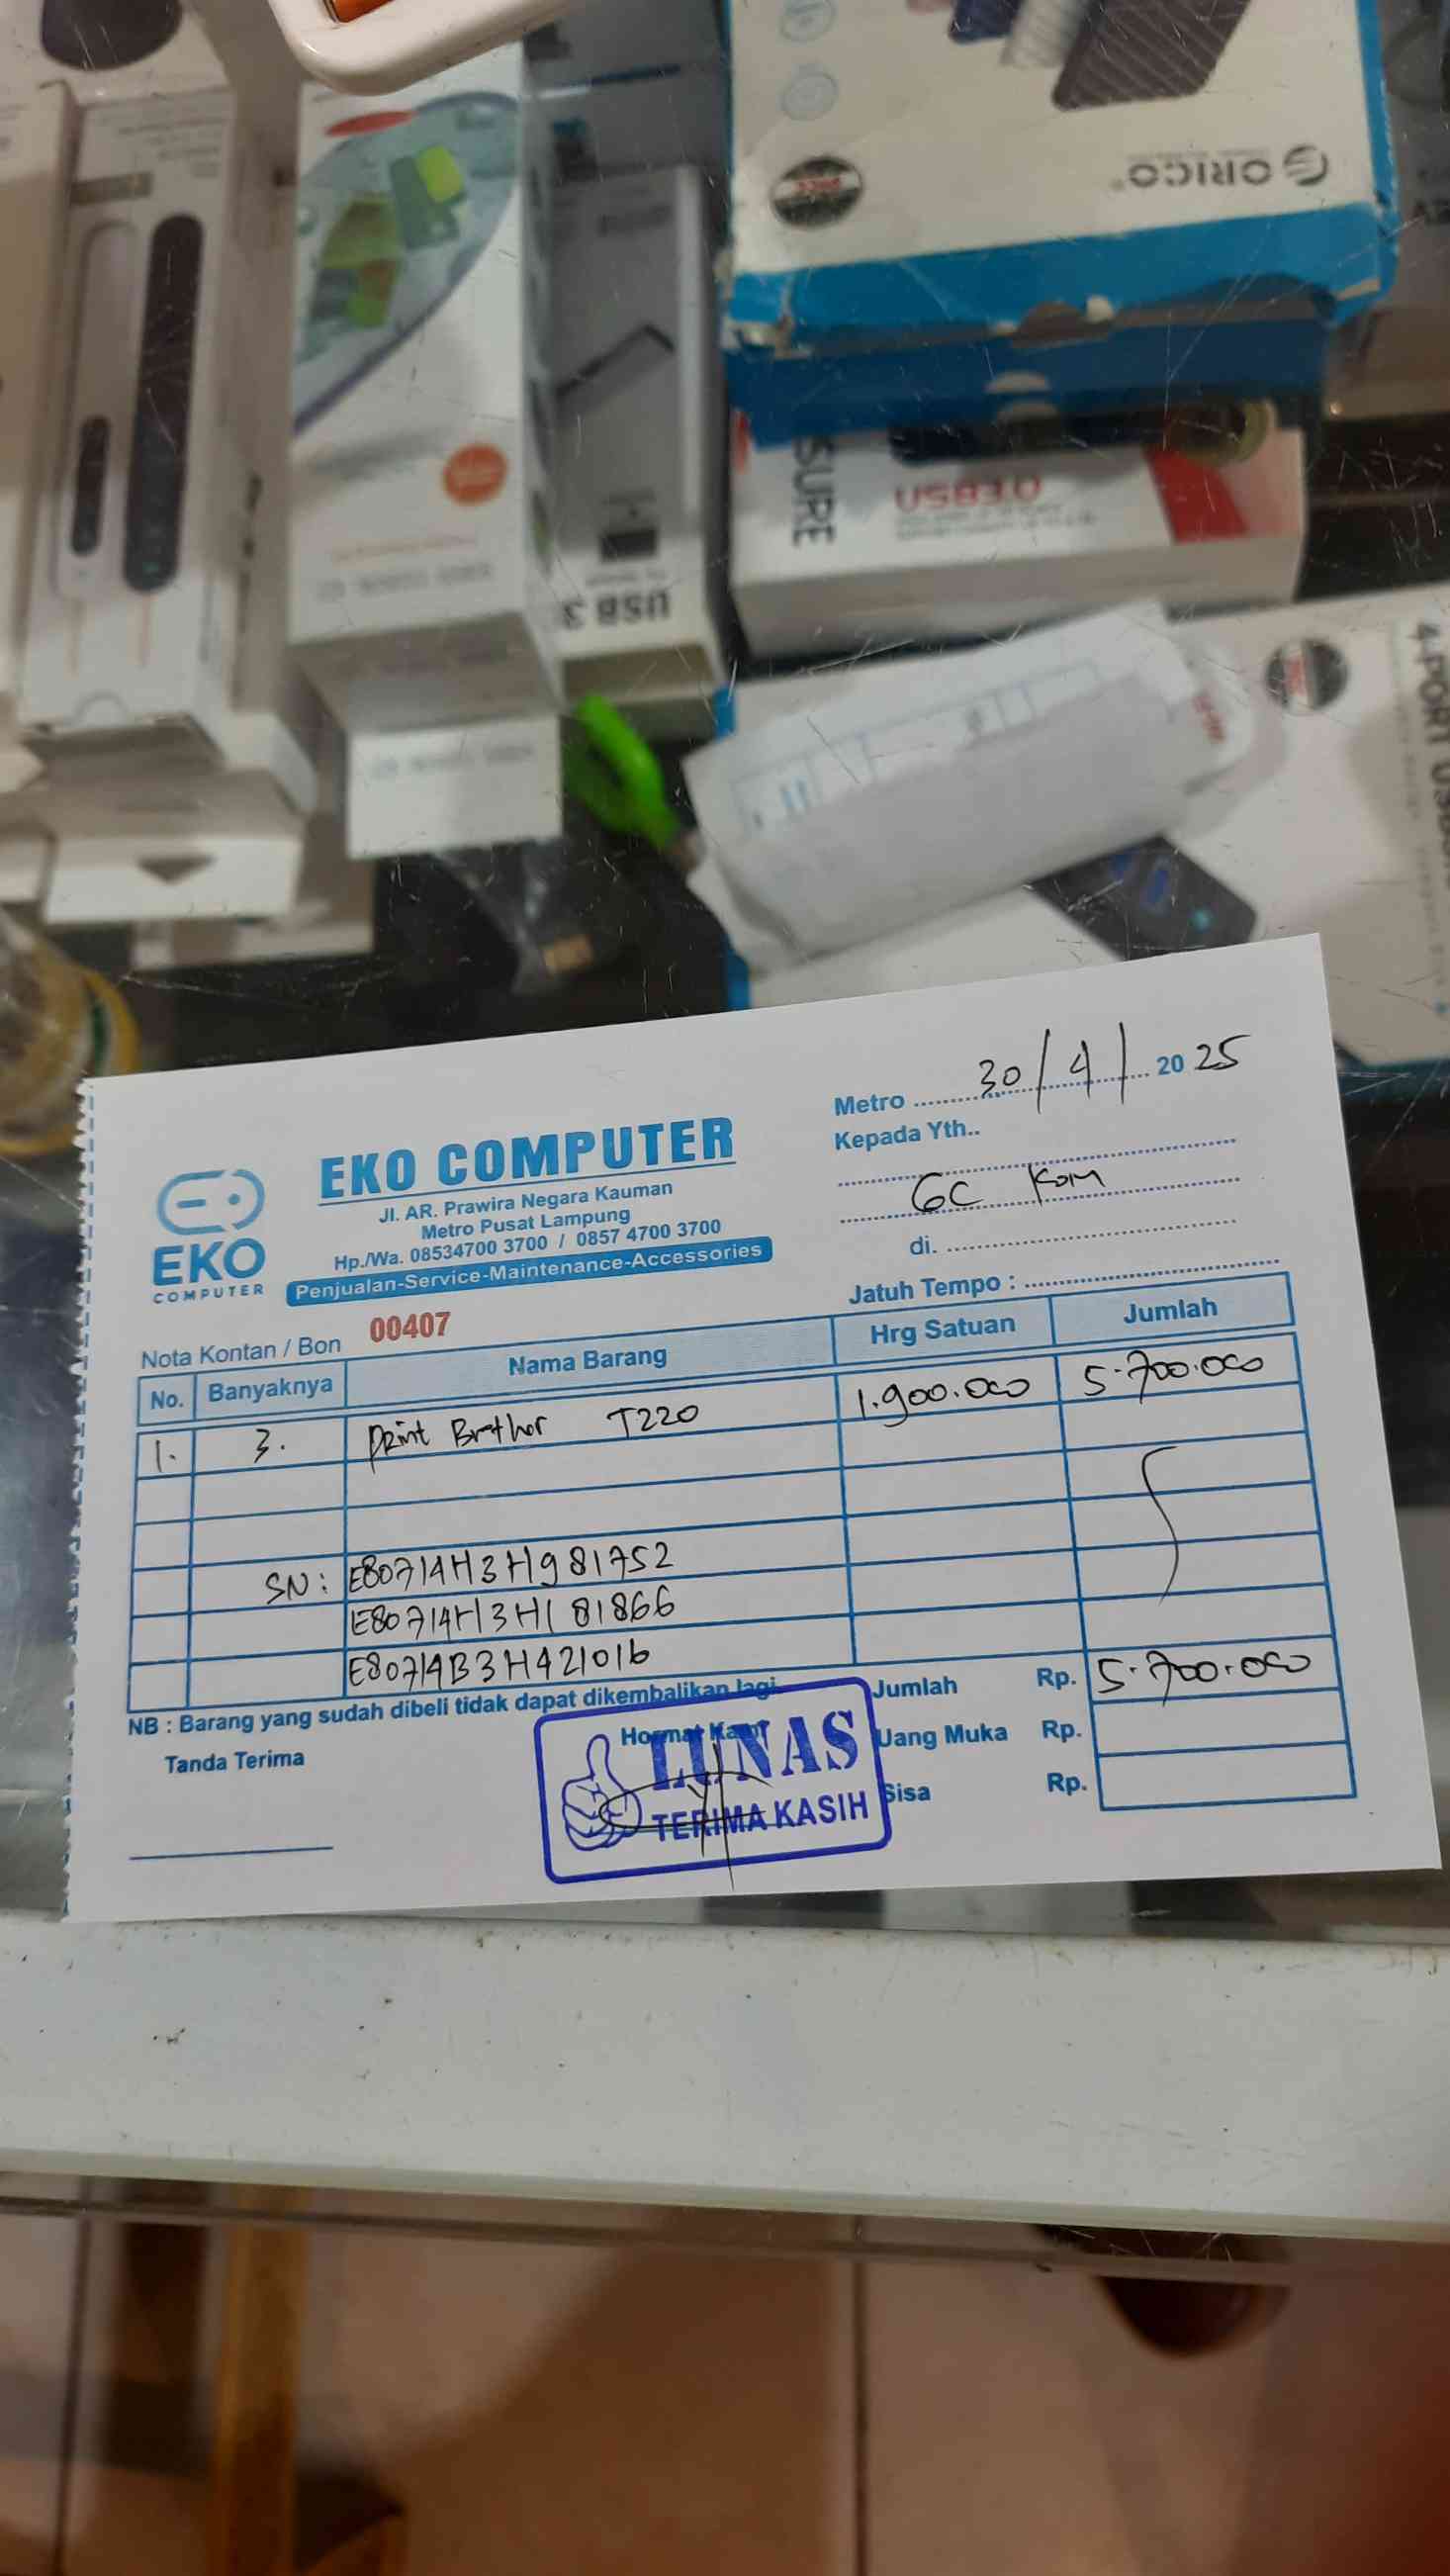 ORICO
SURE
USB3.0
USB 3
4-PORT USB
Metro 30/4/ 2025
Kepada Yth..
GC Kom
di.
Jatuh Tempo :
EKO COMPUTER
Jl. AR. Prawira Negara Kauman
Metro Pusat Lampung
Hp./Wa. 08534700 3700 / 0857 4700 3700
Penjualan-Service-Maintenance-Accessories
EKO
COMPUTER
Nota Kontan / Bon 00407
No. Banyaknya Nama Barang Hrg Satuan Jumlah
1. 3. Print Brother T220 1.900.000 5.700.000
SN: E80714H3H981752
E80714H3H181866
E80714B3H421016
NB : Barang yang sudah dibeli tidak dapat dikembalikan lagi
Jumlah Rp. 5.700.000
Tanda Terima Hormat Kami Uang Muka Rp.
LUNAS
Sisa Rp.
TERIMA KASIH